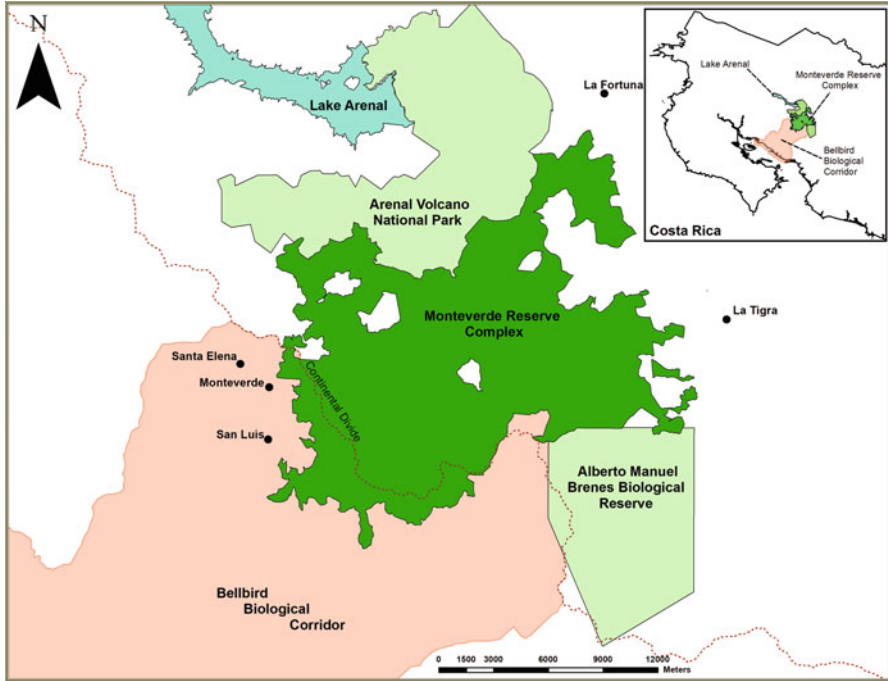 N
Lake Arenal
La Fortuna
Arenal Volcano
National Park
Monteverde Reserve
Complex
La Tigra
Santa Elena
Monteverde
San Luis
Continental Divide
Alberto Manuel
Brenes Biological
Reserve
Bellbird
Biological
Corridor
0 1500 3000 6000 9000 12000
Meters
Lake Arenal
Monteverde Reserve
Complex
Bellbird
Biological
Corridor
Costa Rica